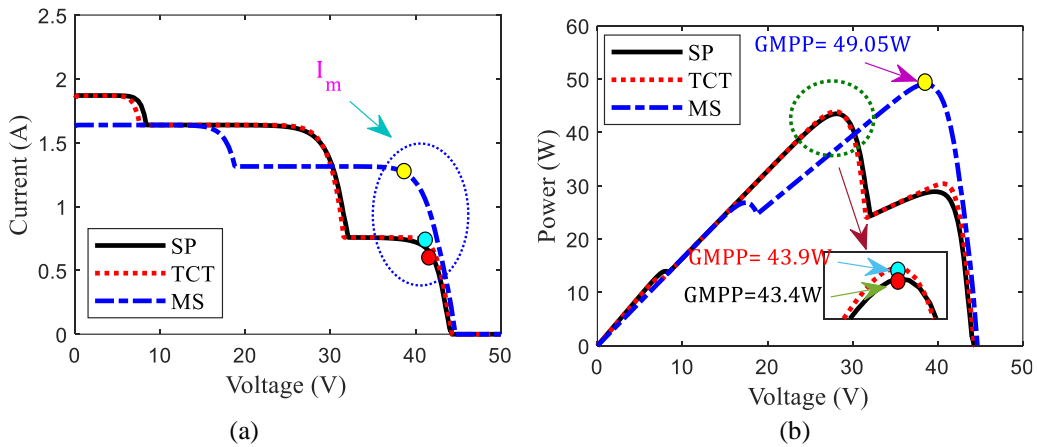 2.5
2
1.5
1
0.5
0
Current (A)
I_m
SP
TCT
MS
0 10 20 30 40 50
Voltage (V)
(a)
60
50
40
30
20
10
0
Power (W)
SP
TCT
MS
GMPP= 49.05W
GMPP= 43.9W
GMPP=43.4W
0 10 20 30 40 50
Voltage (V)
(b)